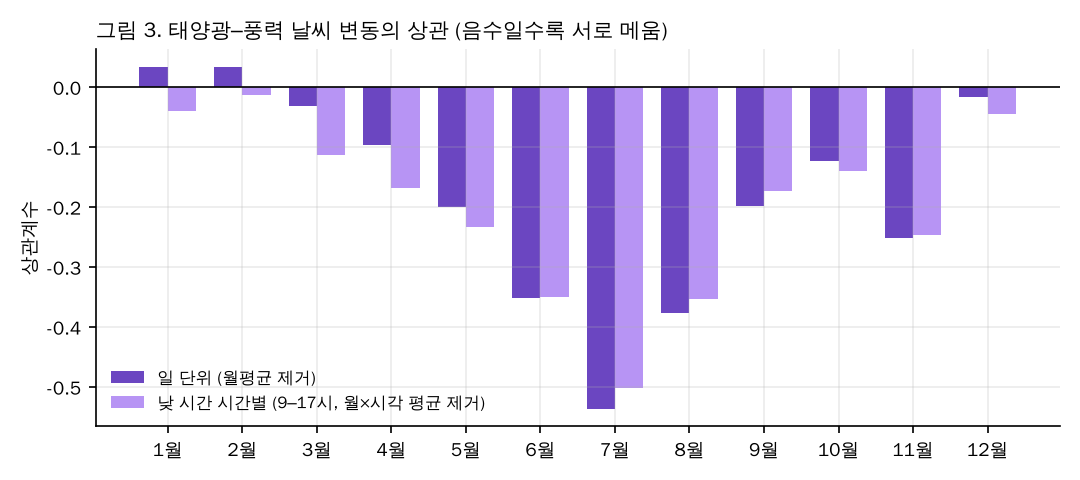 그림 3. 태양광–풍력 날씨 변동의 상관 (음수일수록 서로 메움)
상관계수
0.0
-0.1
-0.2
-0.3
-0.4
-0.5
일 단위 (월평균 제거)
낮 시간 시간별 (9–17시, 월×시각 평균 제거)
1월 2월 3월 4월 5월 6월 7월 8월 9월 10월 11월 12월